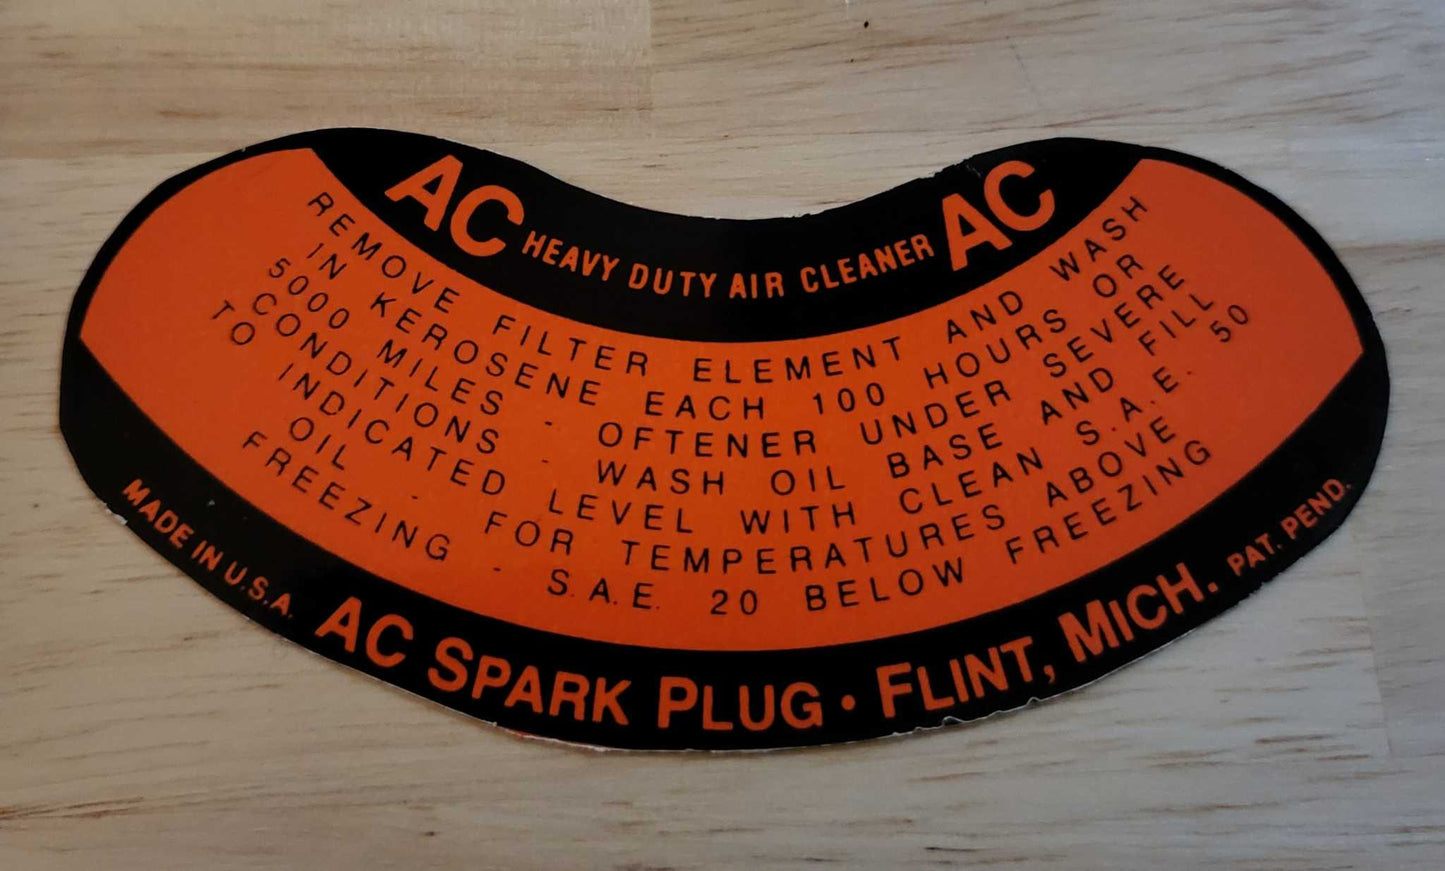 AC HEAVY DUTY AIR CLEANER AC
REMOVE FILTER ELEMENT AND WASH
IN KEROSENE EACH 100 HOURS OR
5000 MILES - OFTENER UNDER SEVERE
CONDITIONS - WASH OIL BASE AND FILL
TO INDICATED LEVEL WITH CLEAN S.A.E. 50
OIL - FOR TEMPERATURES ABOVE
FREEZING - S.A.E. 20 BELOW FREEZING
MADE IN U.S.A. AC SPARK PLUG • FLINT, MICH. PAT. PEND.